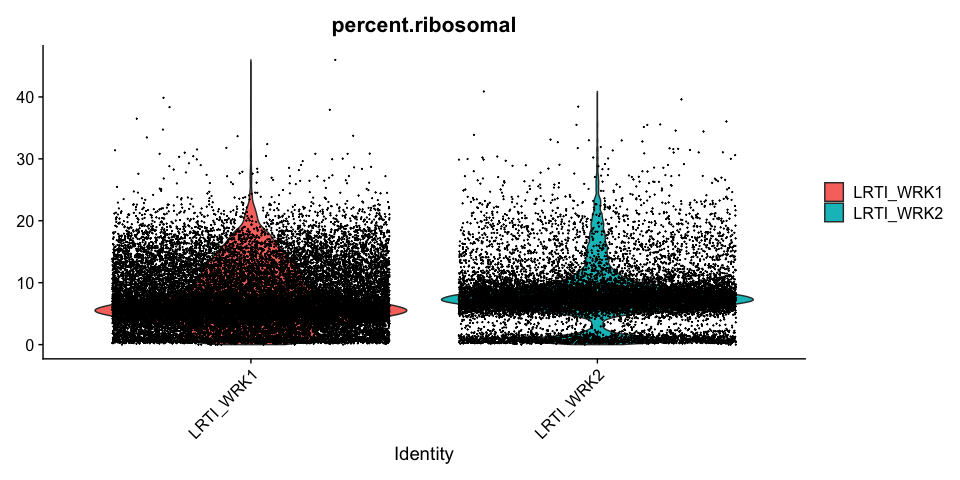 percent.ribosomal
40
30
20
10
0
LRTI_WRK1
LRTI_WRK2
Identity
LRTI_WRK1
LRTI_WRK2